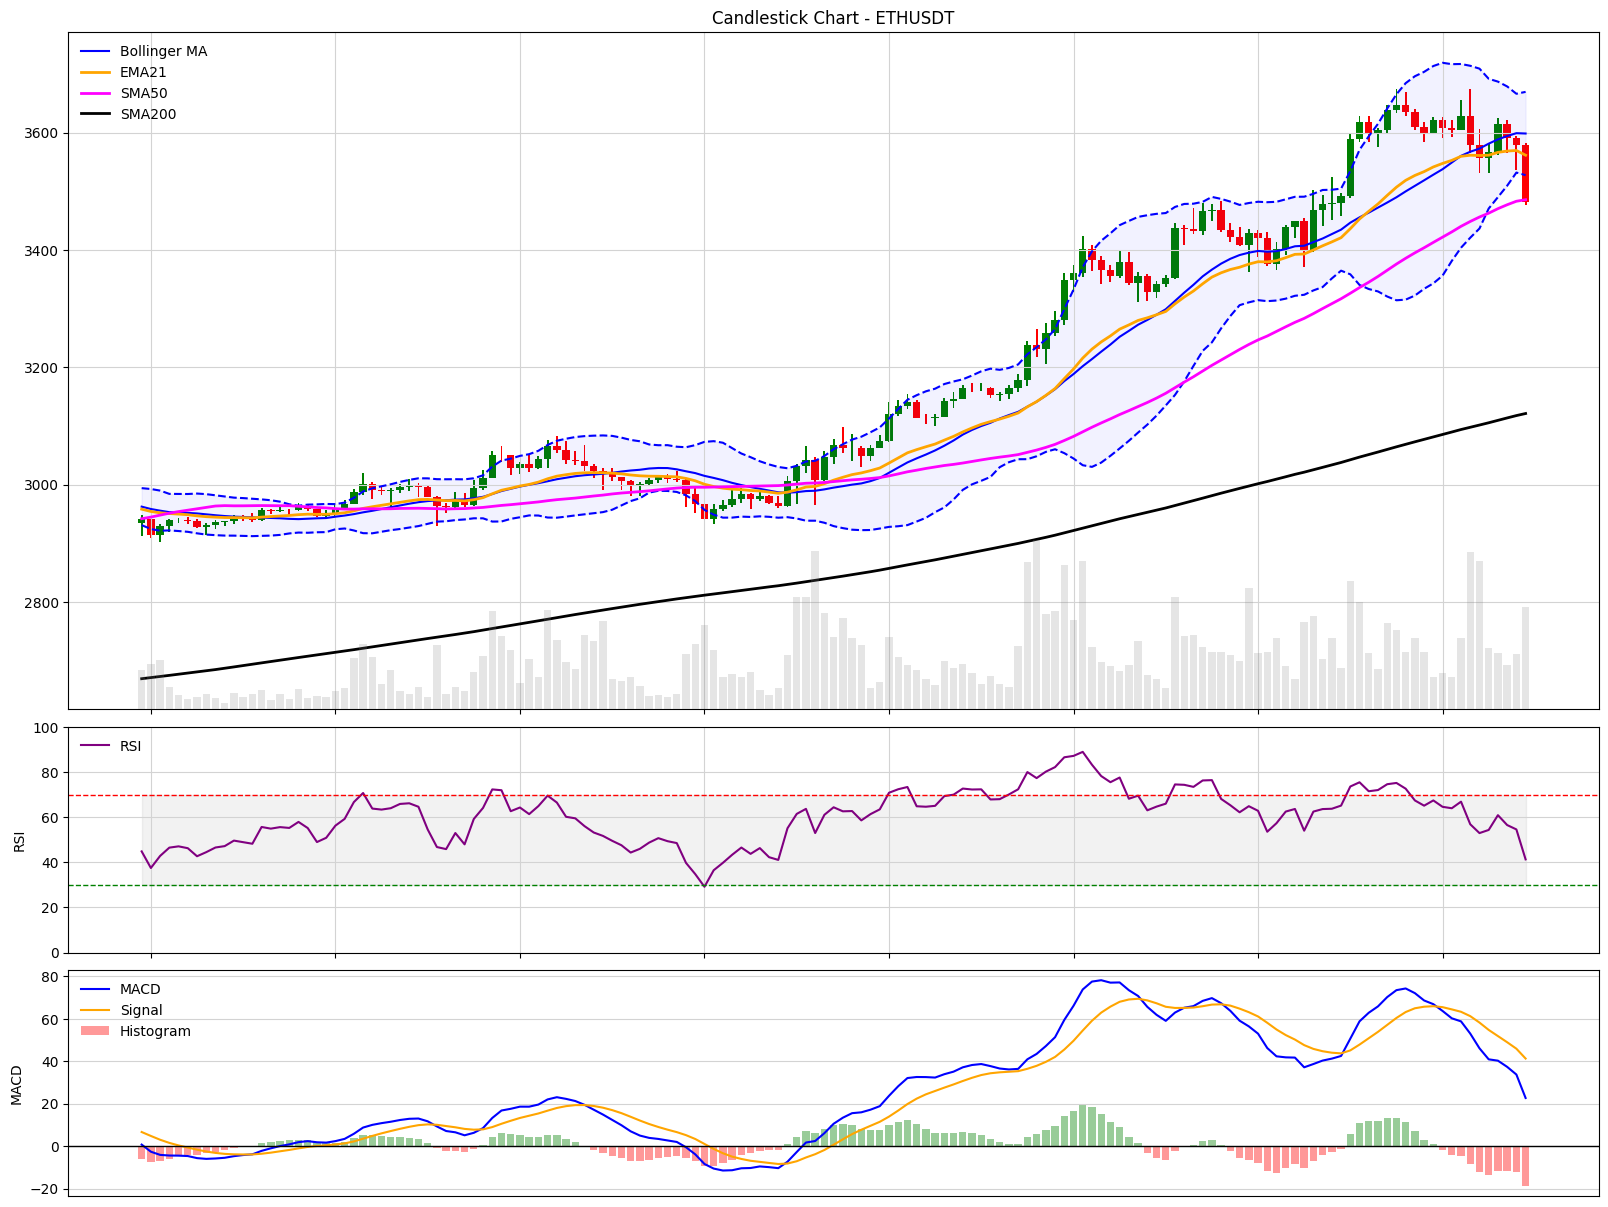 Candlestick Chart - ETHUSDT
Bollinger MA
EMA21
SMA50
SMA200
3600
3400
3200
3000
2800
RSI
100
80
60
40
20
0
RSI
MACD
Signal
Histogram
80
60
40
20
0
−20
MACD